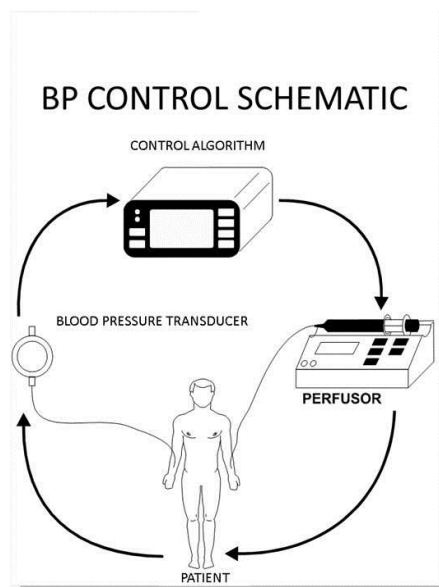 BP CONTROL SCHEMATIC
CONTROL ALGORITHM
BLOOD PRESSURE TRANSDUCER
PERFUSOR
PATIENT